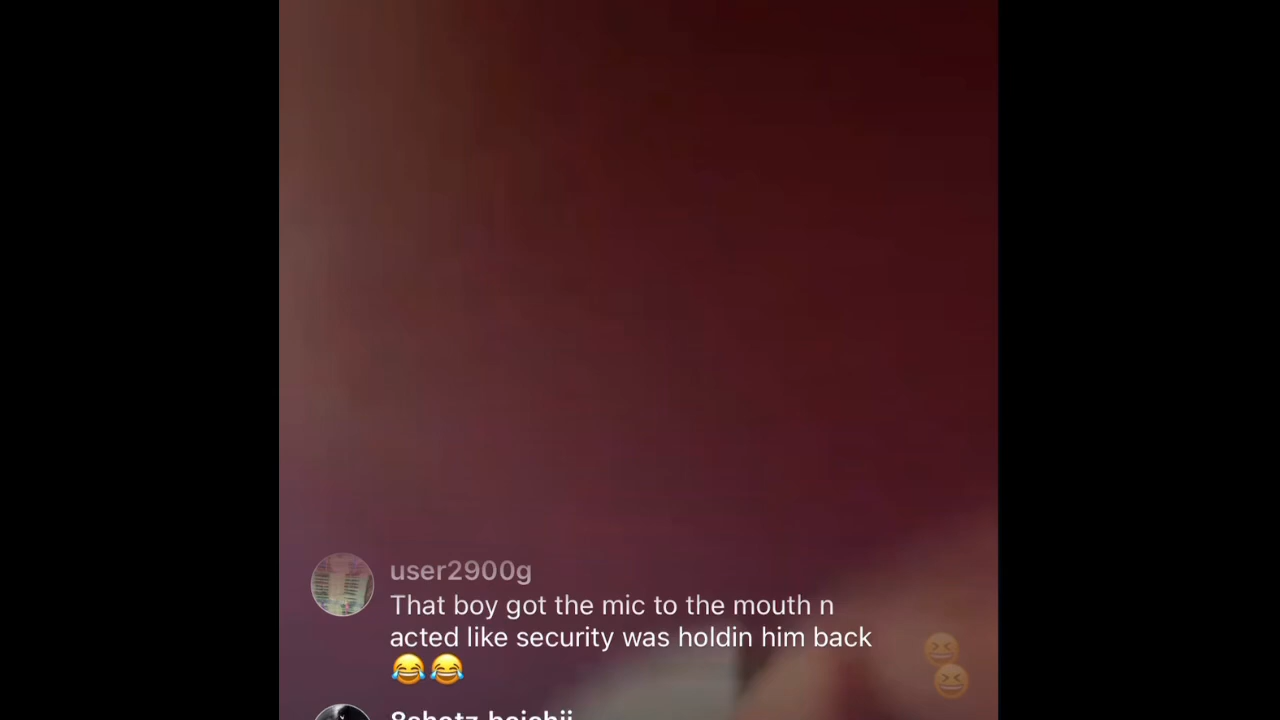 user2900g
That boy got the mic to the mouth n
acted like security was holdin him back
😂😂